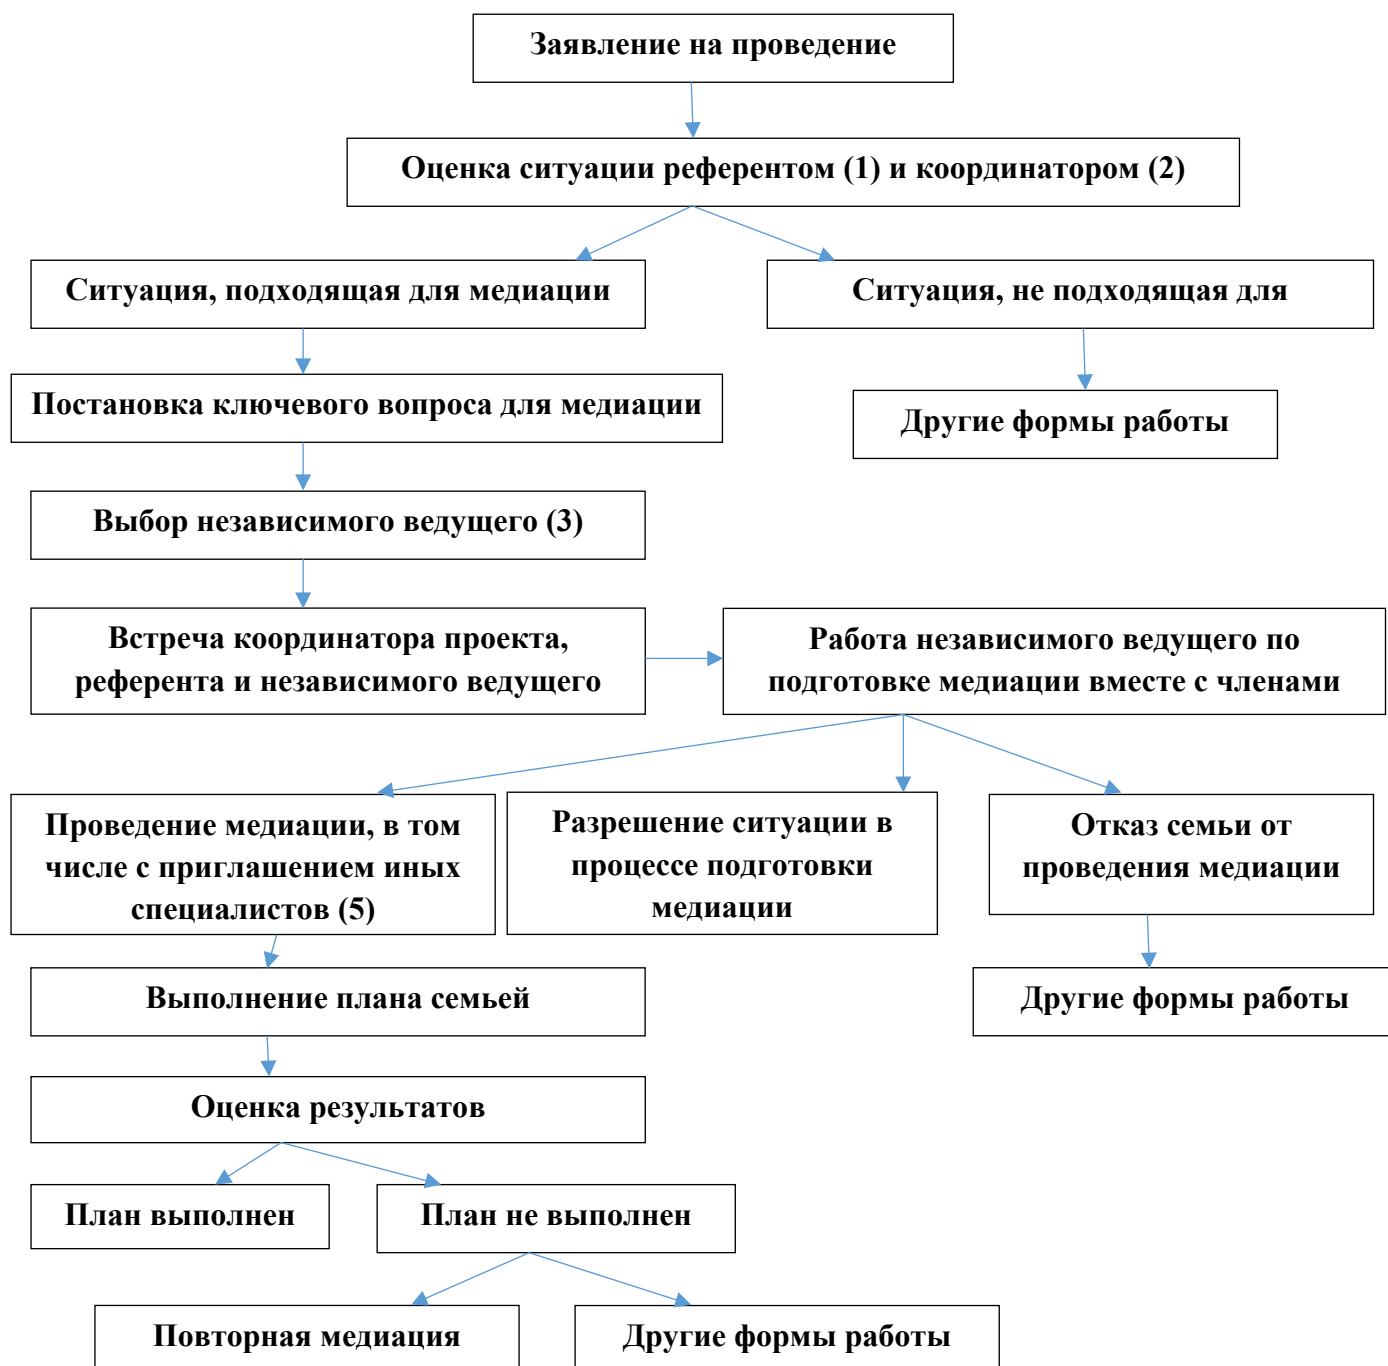 Заявление на проведение
Оценка ситуации референтом (1) и координатором (2)
Ситуация, подходящая для медиации
Ситуация, не подходящая для
Постановка ключевого вопроса для медиации
Другие формы работы
Выбор независимого ведущего (3)
Встреча координатора проекта,
референта и независимого ведущего
Работа независимого ведущего по
подготовке медиации вместе с членами
Проведение медиации, в том
числе с приглашением иных
специалистов (5)
Разрешение ситуации в
процессе подготовки
медиации
Отказ семьи от
проведения медиации
Выполнение плана семьей
Другие формы работы
Оценка результатов
План выполнен
План не выполнен
Повторная медиация
Другие формы работы